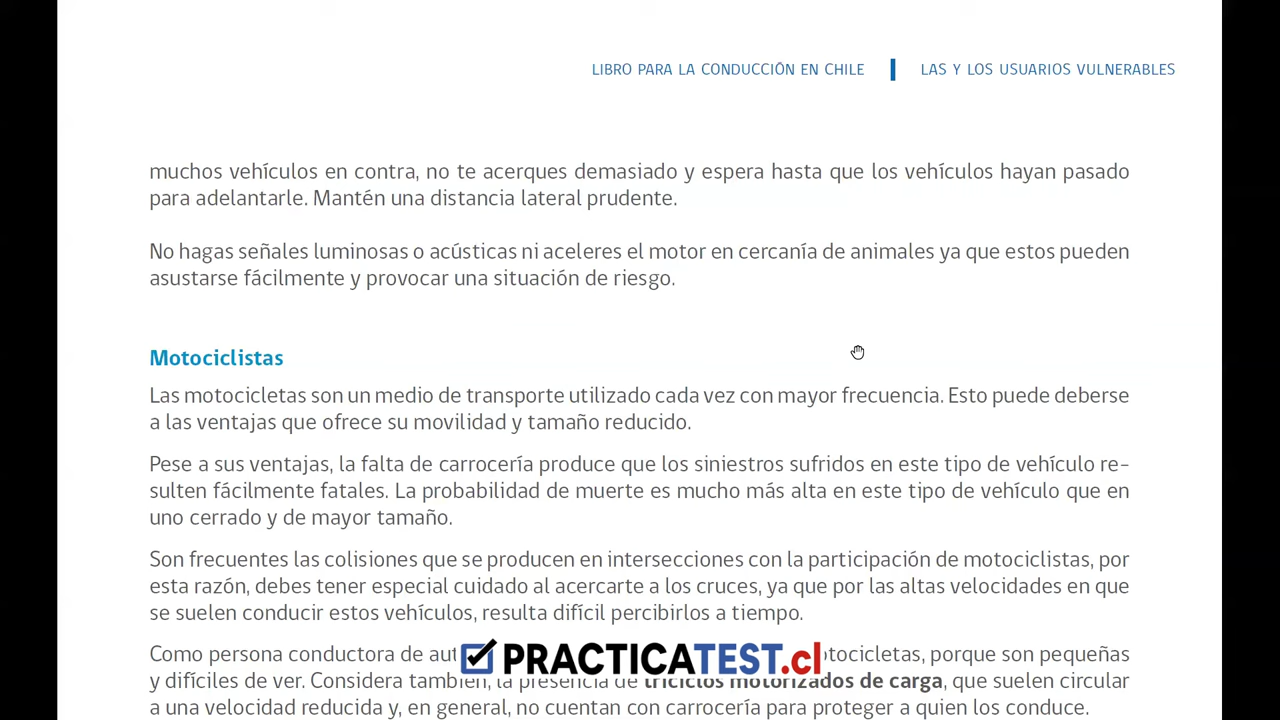 LIBRO PARA LA CONDUCCIÓN EN CHILE
LAS Y LOS USUARIOS VULNERABLES
muchos vehículos en contra, no te acerques demasiado y espera hasta que los vehículos hayan pasado
para adelantarle. Mantén una distancia lateral prudente.
No hagas señales luminosas o acústicas ni aceleres el motor en cercanía de animales ya que estos pueden
asustarse fácilmente y provocar una situación de riesgo.
Motociclistas
Las motocicletas son un medio de transporte utilizado cada vez con mayor frecuencia. Esto puede deberse
a las ventajas que ofrece su movilidad y tamaño reducido.
Pese a sus ventajas, la falta de carrocería produce que los siniestros sufridos en este tipo de vehículo re-
sulten fácilmente fatales. La probabilidad de muerte es mucho más alta en este tipo de vehículo que en
uno cerrado y de mayor tamaño.
Son frecuentes las colisiones que se producen en intersecciones con la participación de motociclistas, por
esta razón, debes tener especial cuidado al acercarte a los cruces, ya que por las altas velocidades en que
se suelen conducir estos vehículos, resulta difícil percibirlos a tiempo.
Como persona conductora de aut otocicletas, porque son pequeñas
PRACTICATEST.cl
y difíciles de ver. Considera también, la presencia de triciclos motorizados de carga, que suelen circular
a una velocidad reducida y, en general, no cuentan con carrocería para proteger a quien los conduce.